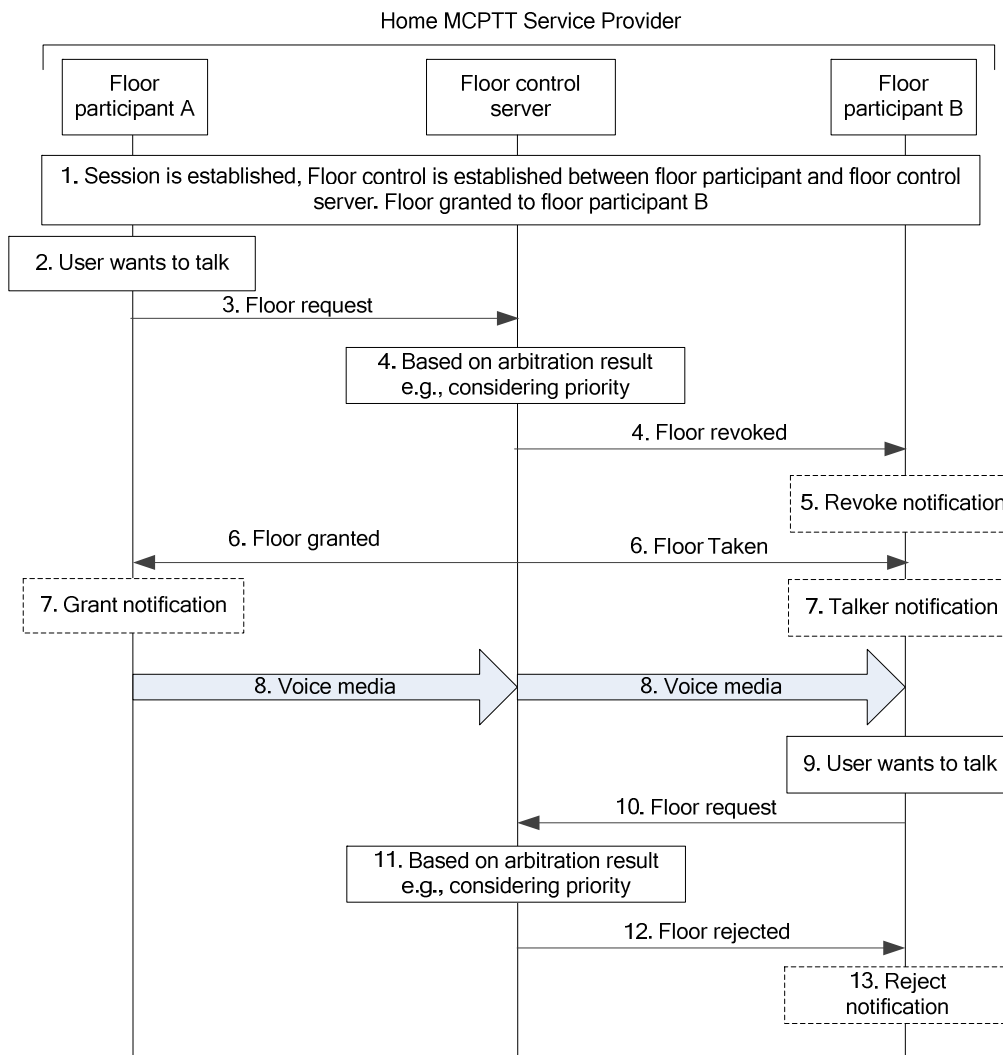 Home MCPTT Service Provider
Floor
participant A
Floor control
server
Floor
participant B
1. Session is established, Floor control is established between floor participant and floor control
server. Floor granted to floor participant B
2. User wants to talk
3. Floor request
4. Based on arbitration result
e.g., considering priority
4. Floor revoked
5. Revoke notification
6. Floor granted
6. Floor Taken
7. Grant notification
7. Talker notification
8. Voice media
8. Voice media
9. User wants to talk
10. Floor request
11. Based on arbitration result
e.g., considering priority
12. Floor rejected
13. Reject
notification